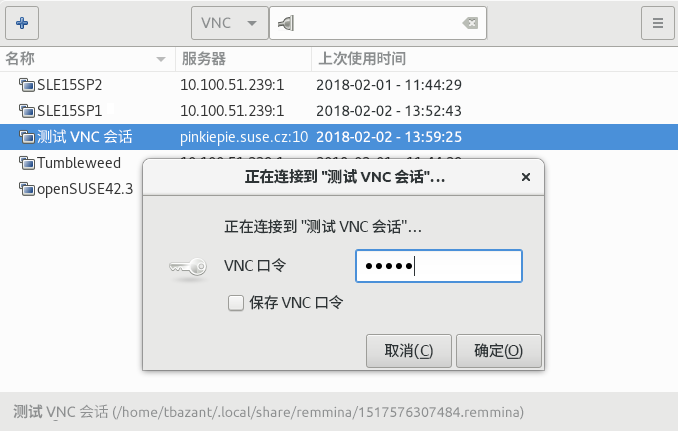 VNC
名称 服务器 上次使用时间
SLE15SP2 10.100.51.239:1 2018-02-01 - 11:44:29
SLE15SP1 10.100.51.239:1 2018-02-02 - 13:52:43
测试 VNC 会话 pinkiepie.suse.cz:10 2018-02-02 - 13:59:25
Tumbleweed
openSUSE42.3
正在连接到 "测试 VNC 会话"...
正在连接到 "测试 VNC 会话"...
VNC 口令
保存 VNC 口令
取消(C) 确定(O)
测试 VNC 会话 (/home/tbazant/.local/share/remmina/1517576307484.remmina)